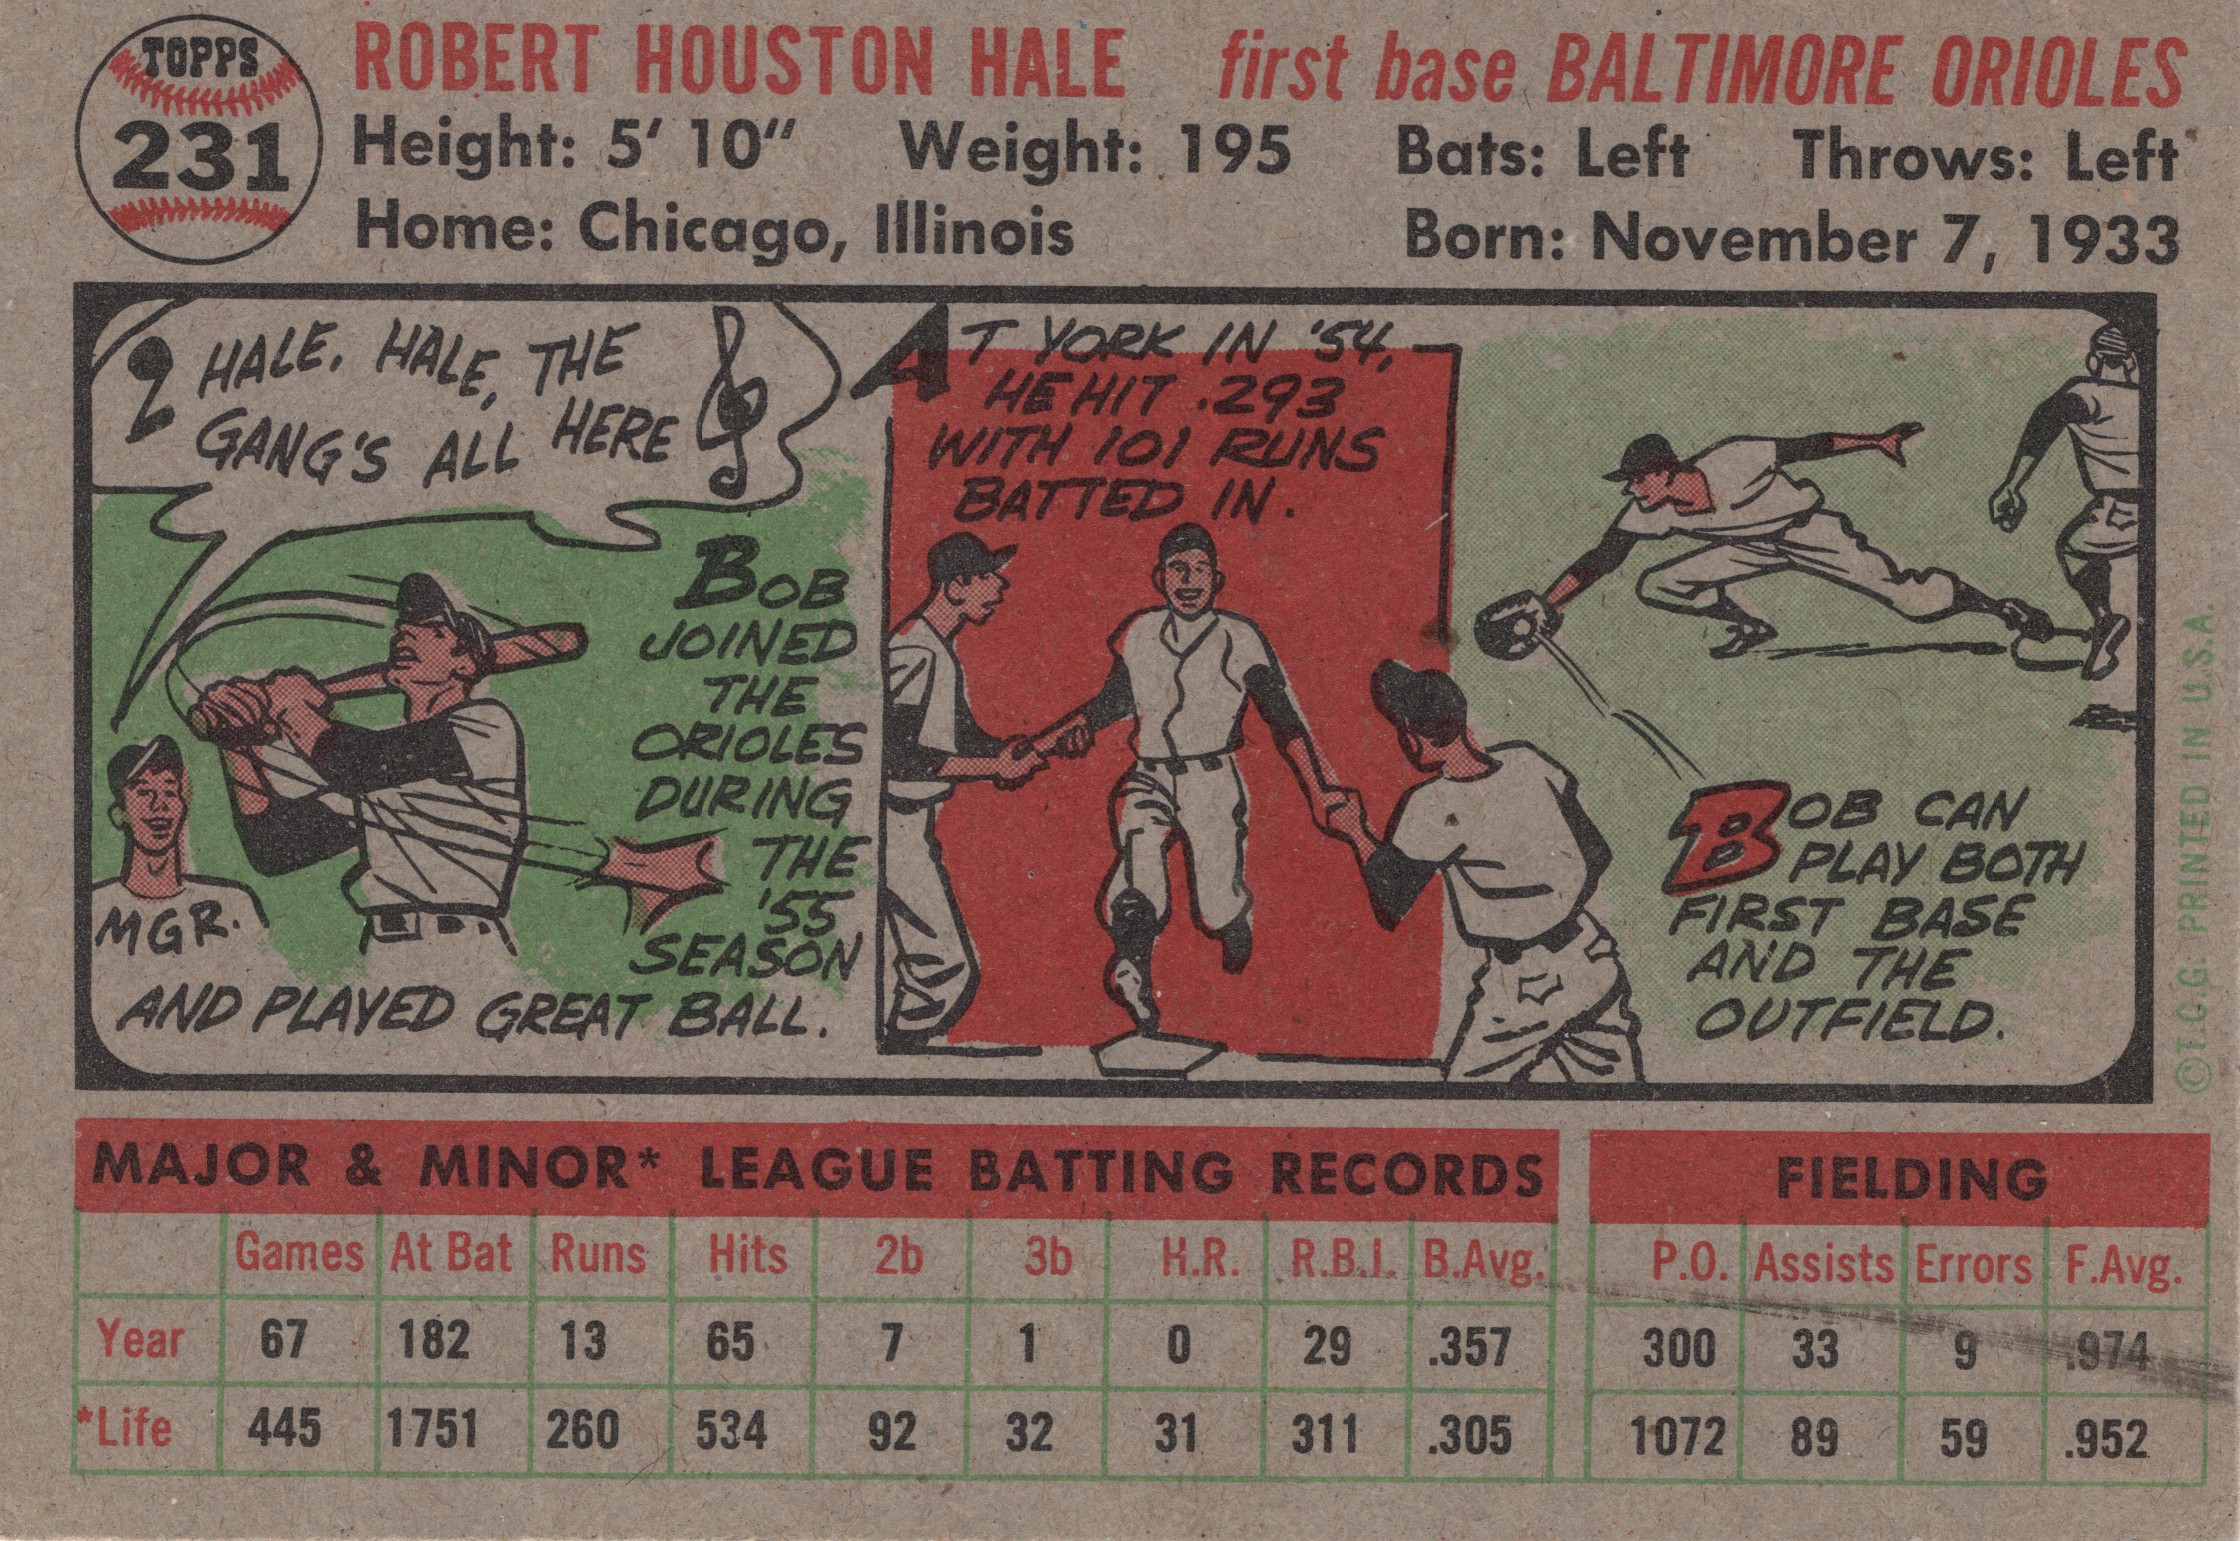 TOPPS
231
ROBERT HOUSTON HALE first base BALTIMORE ORIOLES
Height: 5' 10" Weight: 195 Bats: Left Throws: Left
Home: Chicago, Illinois Born: November 7, 1933
HALE, HALE, THE
GANG'S ALL HERE
MGR.
BOB
JOINED
THE
ORIOLES
DURING
THE
'55
SEASON
AND PLAYED GREAT BALL.
AT YORK IN '54,
HE HIT .293
WITH 101 RUNS
BATTED IN.
BOB CAN
PLAY BOTH
FIRST BASE
AND THE
OUTFIELD.
©T.C.G. PRINTED IN U.S.A.
MAJOR & MINOR* LEAGUE BATTING RECORDS FIELDING
Games At Bat Runs Hits 2b 3b H.R. R.B.I. B.Avg. P.O. Assists Errors F.Avg.
Year 67 182 13 65 7 1 0 29 .357 300 33 9 .974
*Life 445 1751 260 534 92 32 31 311 .305 1072 89 59 .952